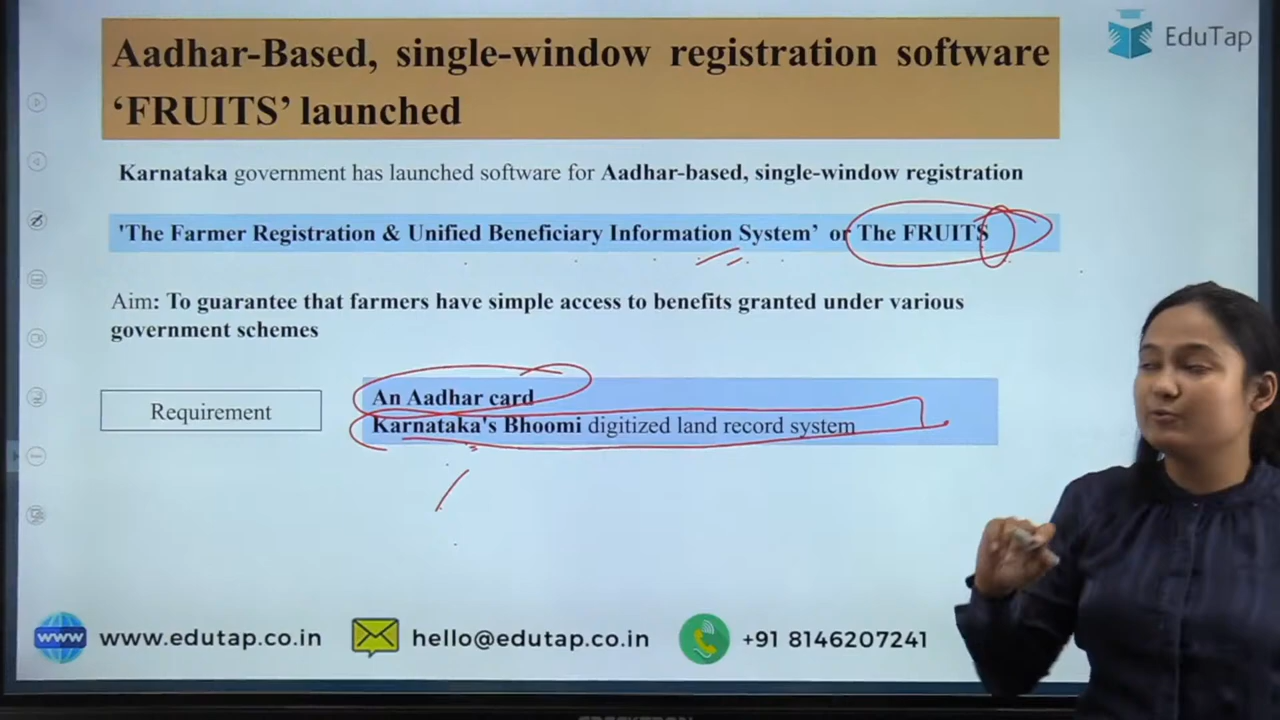 Aadhar-Based, single-window registration software
‘FRUITS’ launched
EduTap
Karnataka government has launched software for Aadhar-based, single-window registration
'The Farmer Registration & Unified Beneficiary Information System’ or The FRUITS
Aim: To guarantee that farmers have simple access to benefits granted under various
government schemes
Requirement
An Aadhar card
Karnataka's Bhoomi digitized land record system
www www.edutap.co.in hello@edutap.co.in +91 8146207241